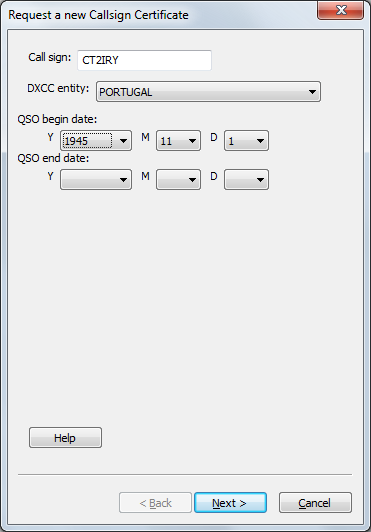 Request a new Callsign Certificate
Call sign: CT2IRY
DXCC entity: PORTUGAL
QSO begin date:
Y 1945 M 11 D 1
QSO end date:
Y M D
Help
< Back Next > Cancel